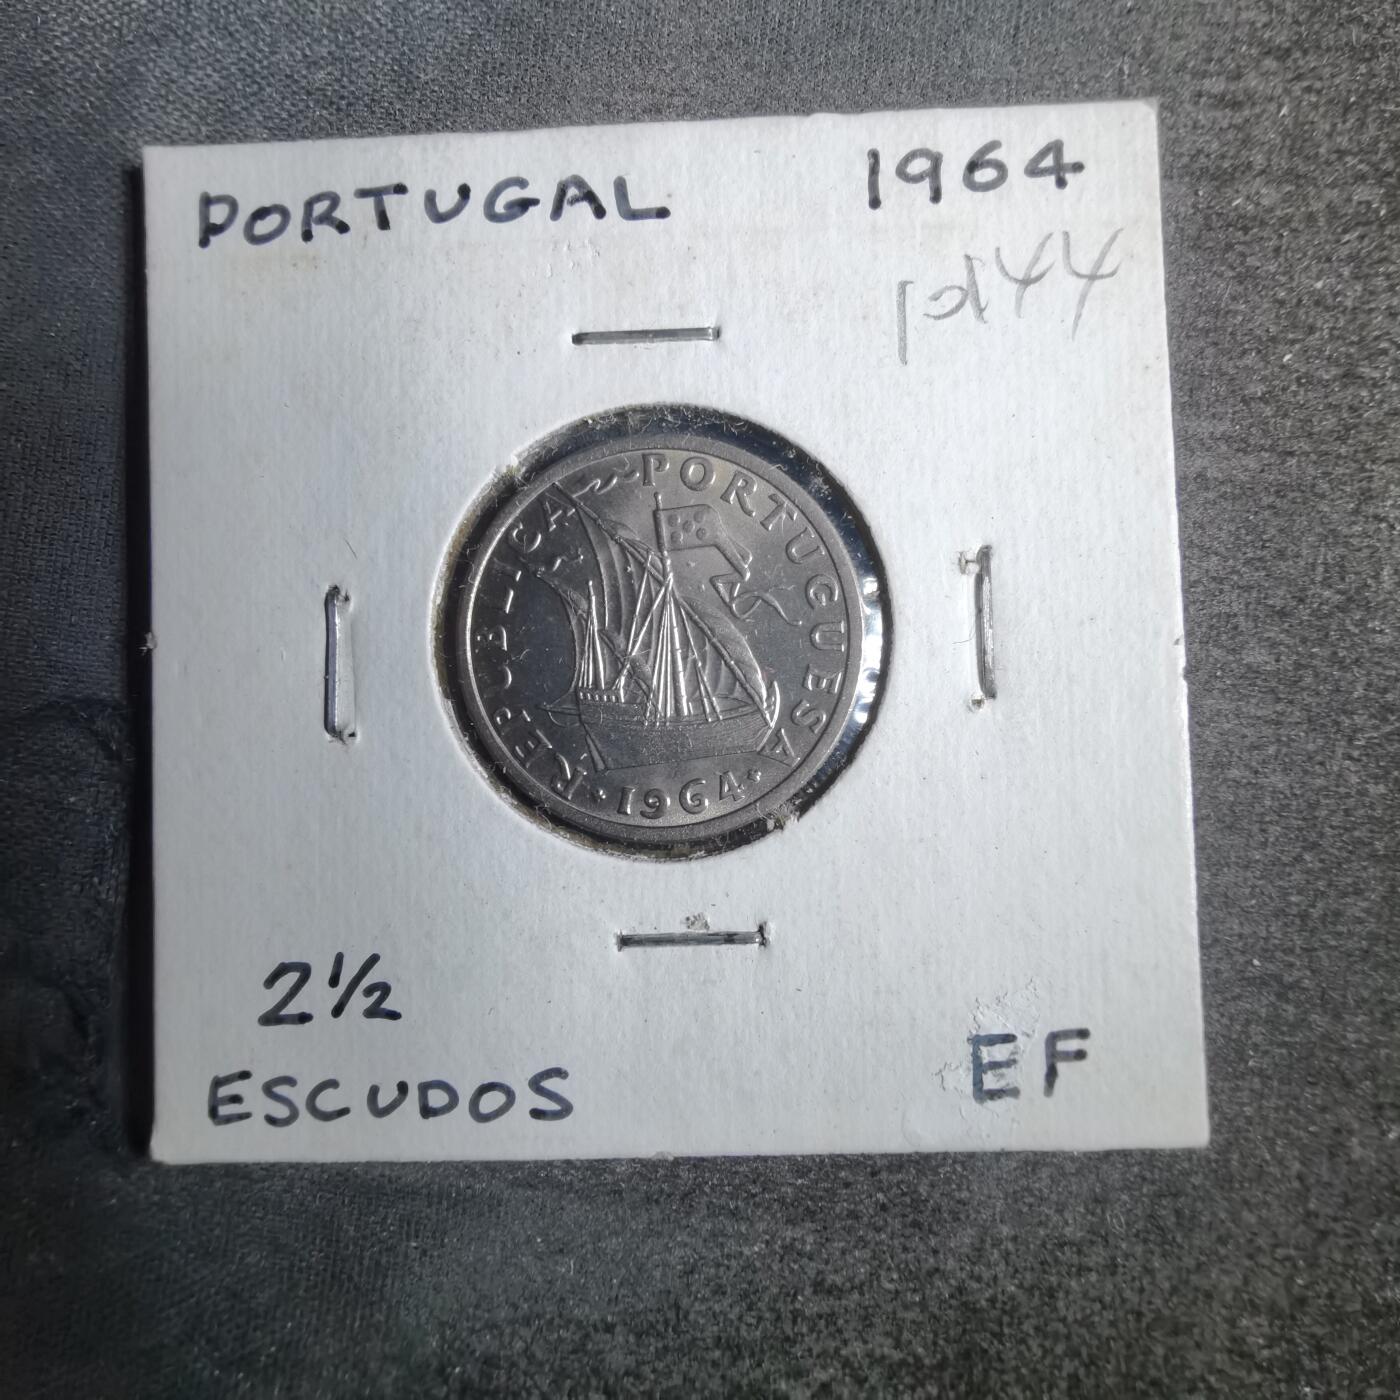 PORTUGAL 1964
REPUBLICA PORTUGUESA
1964
2½
ESCUDOS
EF